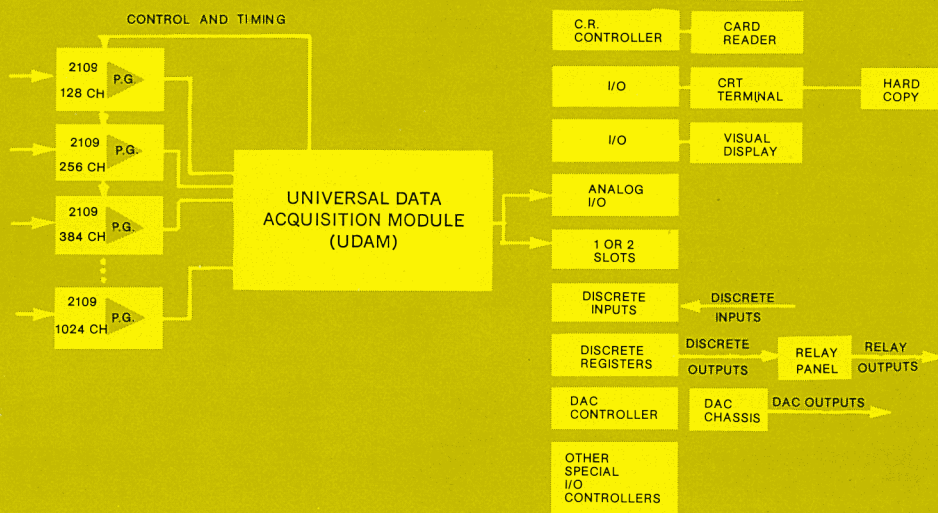 CONTROL AND TIMING
2109
P.G.
128 CH
2109
P.G.
256 CH
2109
P.G.
384 CH
2109
P.G.
1024 CH
UNIVERSAL DATA
ACQUISITION MODULE
(UDAM)
C.R.
CONTROLLER
CARD
READER
I/O
CRT
TERMINAL
HARD
COPY
I/O
VISUAL
DISPLAY
ANALOG
I/O
1 OR 2
SLOTS
DISCRETE
INPUTS
DISCRETE
INPUTS
DISCRETE
REGISTERS
DISCRETE
OUTPUTS
RELAY
PANEL
RELAY
OUTPUTS
DAC
CONTROLLER
DAC
CHASSIS
DAC OUTPUTS
OTHER
SPECIAL
I/O
CONTROLLERS